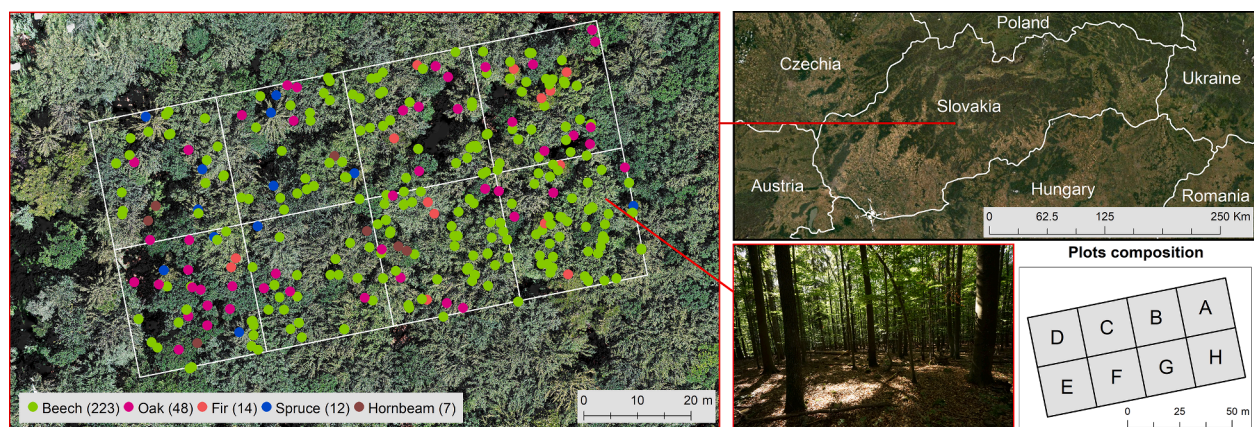 Beech (223) Oak (48) Fir (14) Spruce (12) Hornbeam (7)
0 10 20 m
Poland
Czechia
Ukraine
Slovakia
Austria
Hungary
Romania
0 62.5 125 250 Km
Plots composition
A
B
C
D
H
G
F
E
0 25 50 m